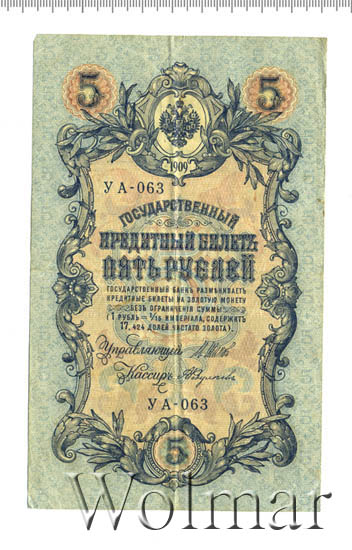 5 5
1909
УА-063
ГОСУДАРСТВЕННЫЙ
КРЕДИТНЫЙ БИЛЕТЪ
ПЯТЬ РУБЛЕЙ
ГОСУДАРСТВЕННЫЙ БАНКЪ РАЗМѢНИВАЕТЪ
КРЕДИТНЫЕ БИЛЕТЫ НА ЗОЛОТУЮ МОНЕТУ
БЕЗЪ ОГРАНИЧЕНІЯ СУММЫ
(1 РУБЛЬ = 1/15 ИМПЕРІАЛА, СОДЕРЖИТЪ
17,424 ДОЛЕЙ ЧИСТАГО ЗОЛОТА).
Управляющій
Кассиръ
УА-063
5
Wolmar